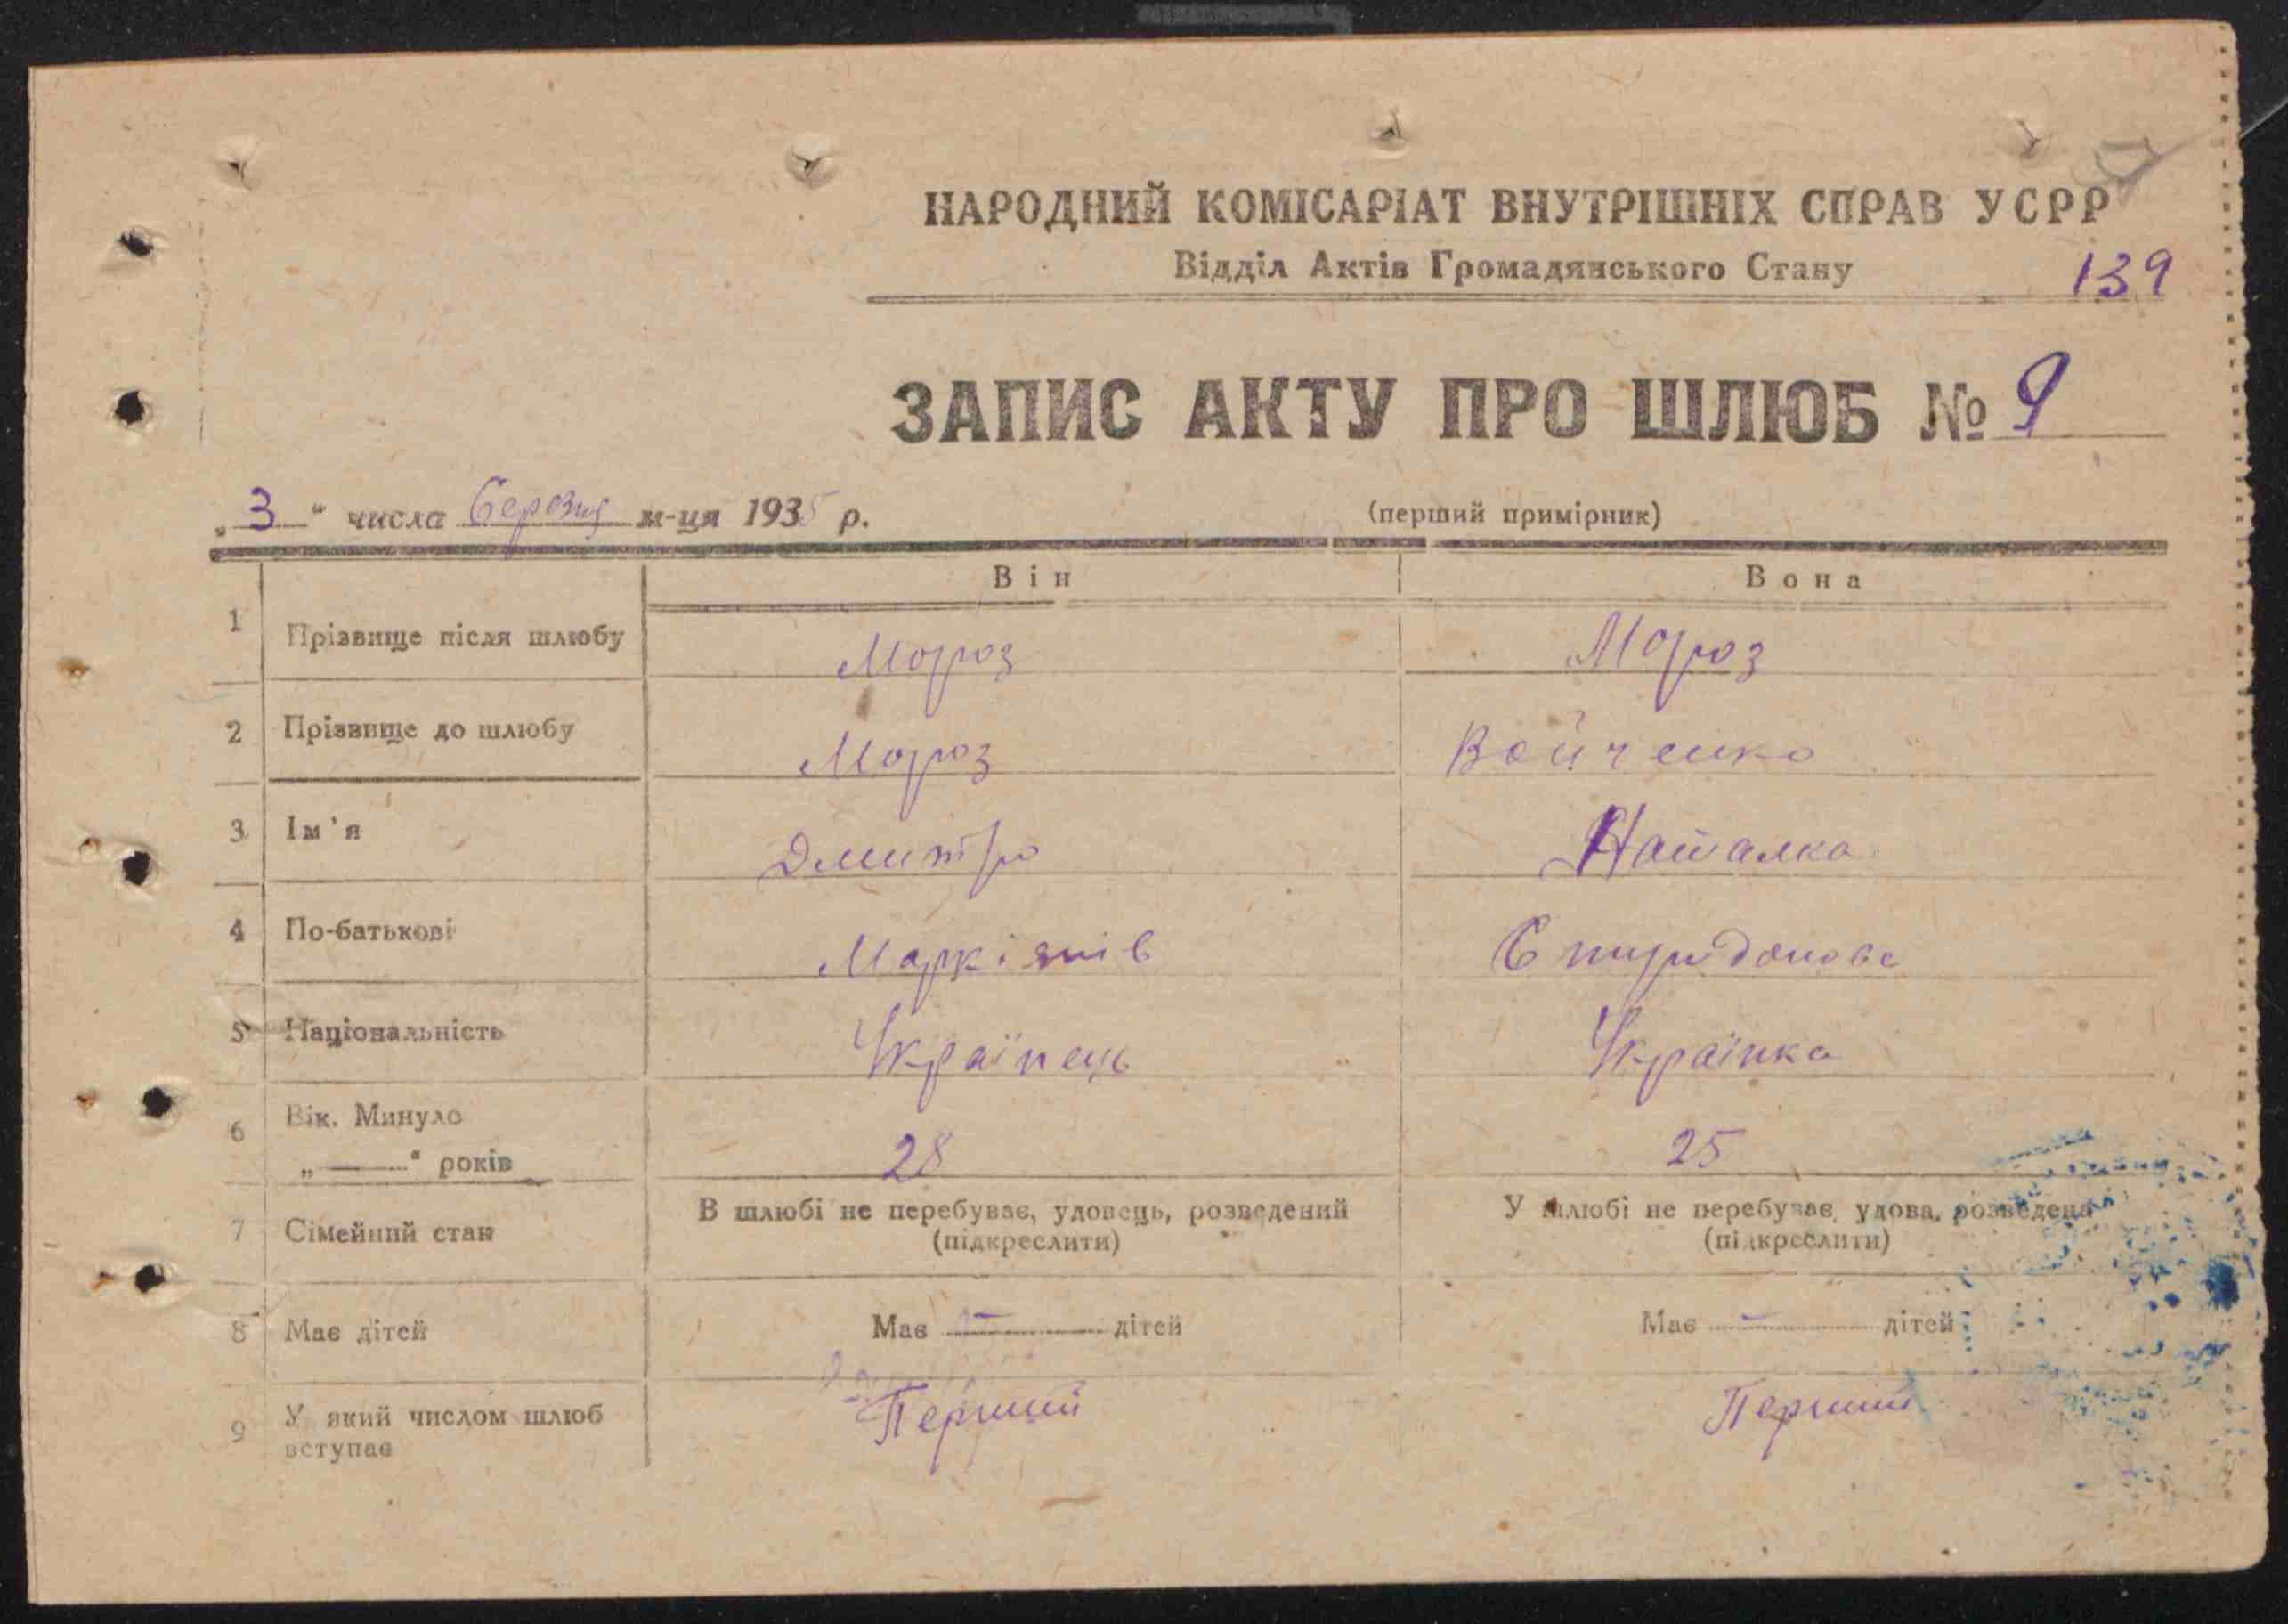 НАРОДНИЙ КОМІСАРІАТ ВНУТРІШНІХ СПРАВ УСРР
Відділ Актів Громадянського Стану
139
ЗАПИС АКТУ ПРО ШЛЮБ № 9
„3“ числа березня м-ця 1935 р. (перший примірник)
Він Вона
1 Прізвище після шлюбу Мороз Мороз
2 Прізвище до шлюбу Мороз Войченко
3 Ім'я Дмитро Наталка
4 По-батькові Маркіянів Спиридонова
5 Національність Українець Українка
6 Вік. Минуло
„——“ років 28 25
7 Сімейний стан В шлюбі не перебуває, удовець, розведений У шлюбі не перебуває, удова, розведена
(підкреслити) (підкреслити)
8 Має дітей Має — дітей Має — дітей
9 У який числом шлюб Перший Перший
вступає